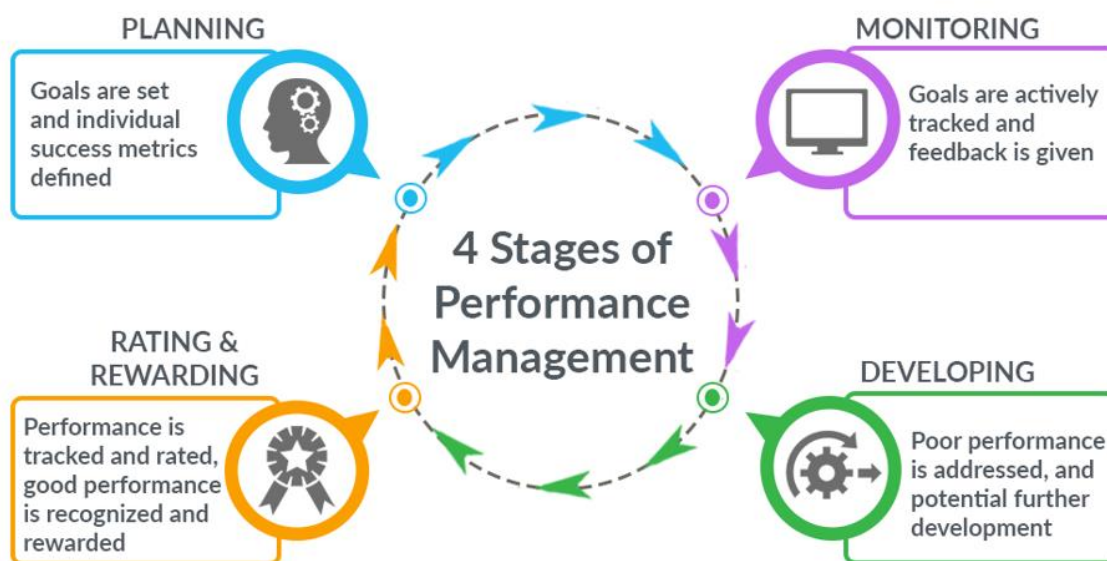 PLANNING
Goals are set
and individual
success metrics
defined
MONITORING
Goals are actively
tracked and
feedback is given
4 Stages of
Performance
Management
RATING &
REWARDING
Performance is
tracked and rated,
good performance
is recognized and
rewarded
DEVELOPING
Poor performance
is addressed, and
potential further
development